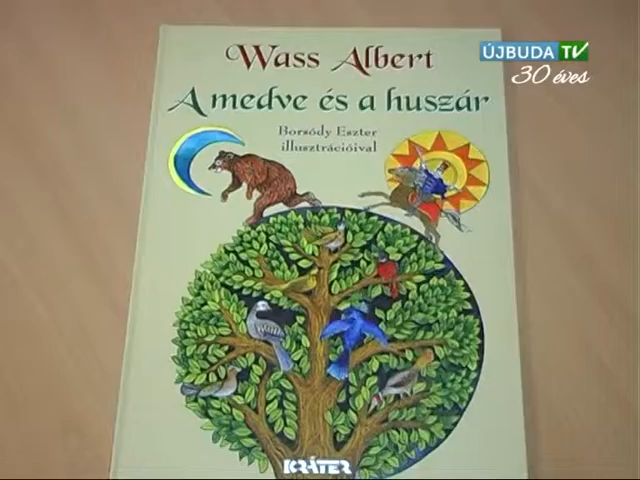 ÚJBUDA TV
30 éves
Wass Albert
A medve és a huszár
Borsódy Eszter
illusztrációival
KRÁTER